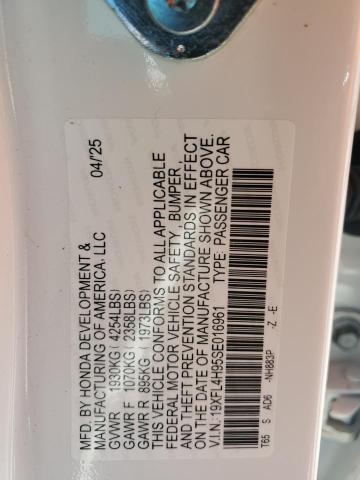 MFD. BY HONDA DEVELOPMENT &
MANUFACTURING OF AMERICA, LLC 04/'25
GVWR 1930KG ( 4254LBS)
GAWR F 1070KG ( 2358LBS)
GAWR R 895KG ( 1973LBS)
THIS VEHICLE CONFORMS TO ALL APPLICABLE
FEDERAL MOTOR VEHICLE SAFETY, BUMPER,
AND THEFT PREVENTION STANDARDS IN EFFECT
ON THE DATE OF MANUFACTURE SHOWN ABOVE.
V.I.N.:19XFL4H95SE016961 TYPE: PASSENGER CAR
T65 S AD6 -NH883P -Z -E